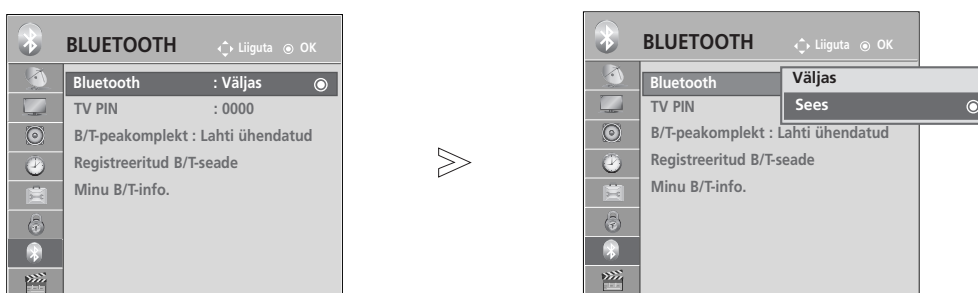 BLUETOOTH Liiguta OK
Bluetooth : Väljas
TV PIN : 0000
B/T-peakomplekt : Lahti ühendatud
Registreeritud B/T-seade
Minu B/T-info.
BLUETOOTH Liiguta OK
Bluetooth
Väljas
Sees
TV PIN
B/T-peakomplekt : Lahti ühendatud
Registreeritud B/T-seade
Minu B/T-info.